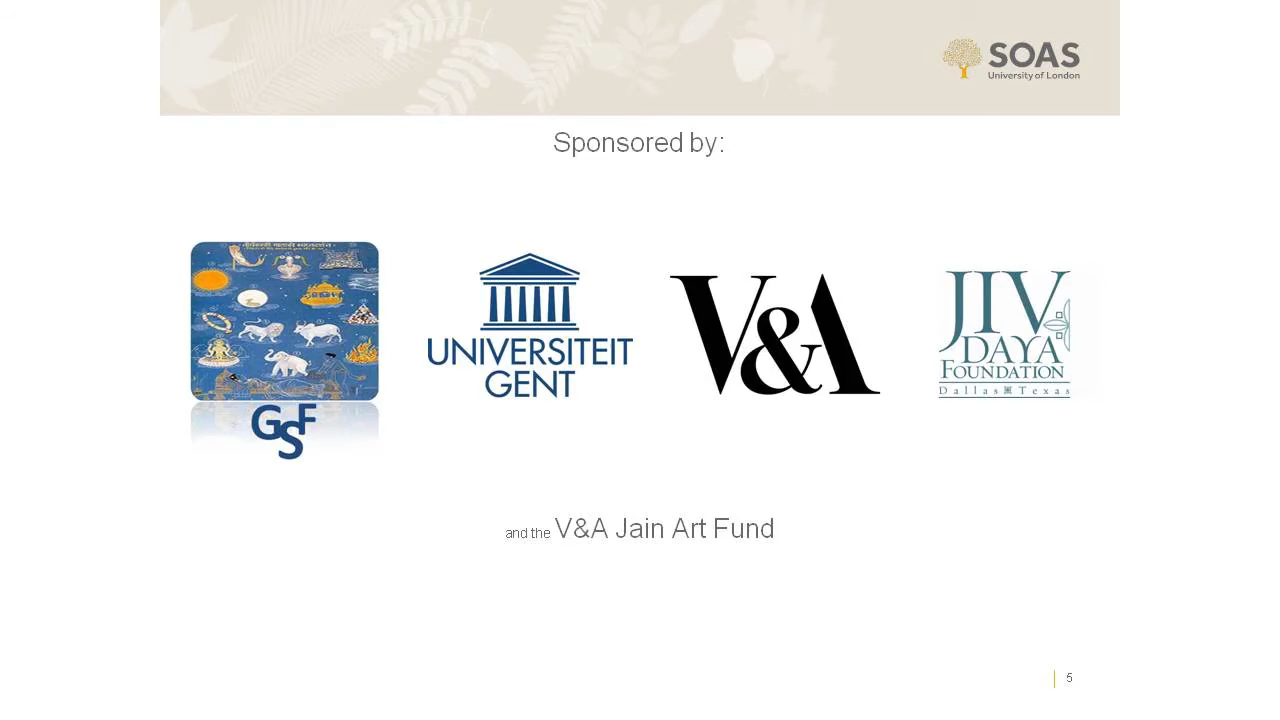 SOAS
University of London
Sponsored by:
GSF
UNIVERSITEIT
GENT
V&A
JIV
DAYA
FOUNDATION
Dallas Texas
and the V&A Jain Art Fund
5